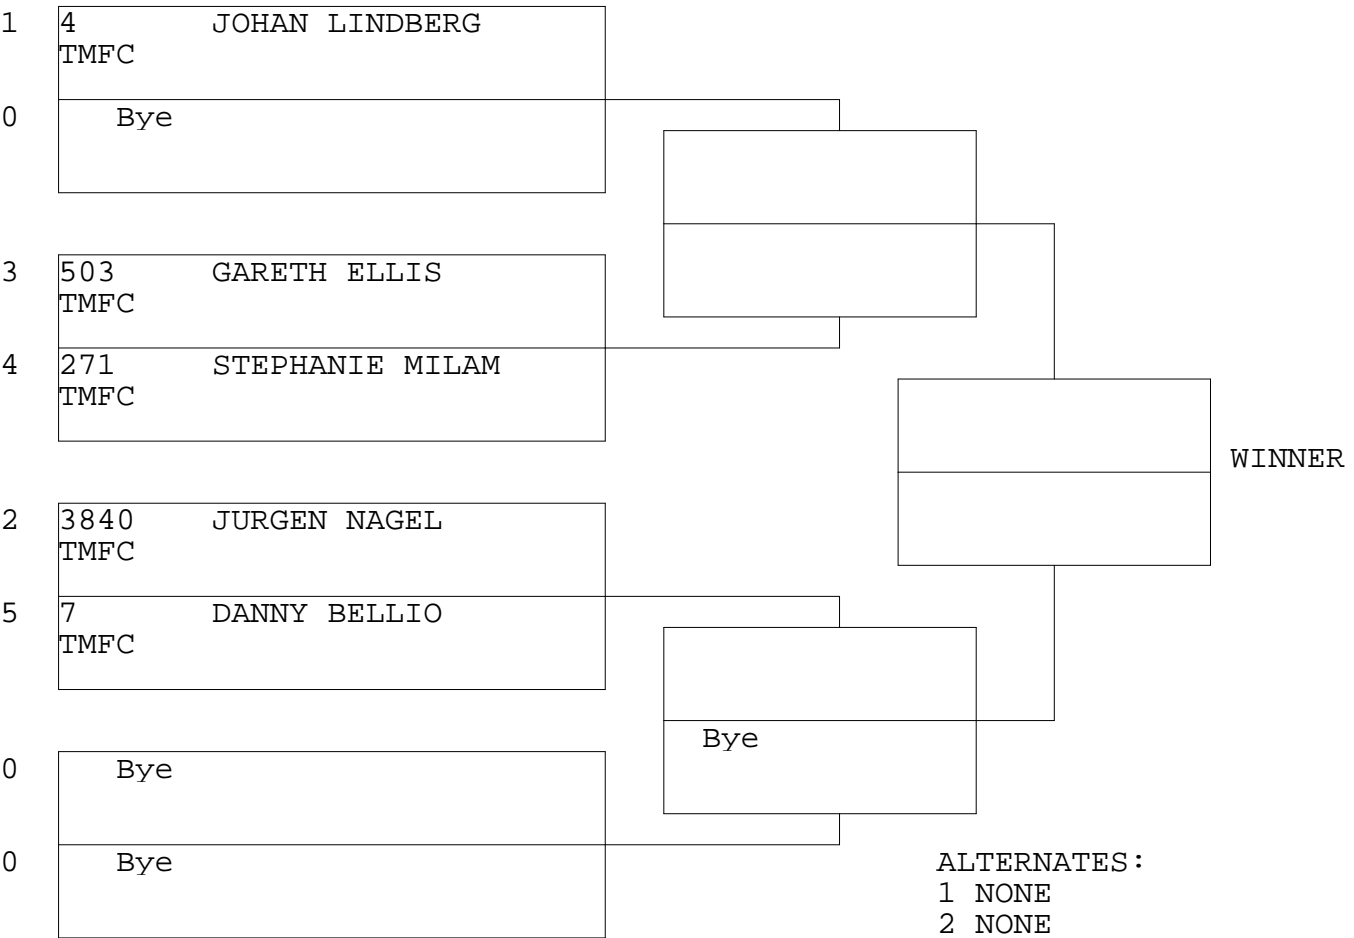 1 4 JOHAN LINDBERG
TMFC
0 Bye
3 503 GARETH ELLIS
TMFC
4 271 STEPHANIE MILAM
TMFC
WINNER
2 3840 JURGEN NAGEL
TMFC
5 7 DANNY BELLIO
TMFC
Bye
0 Bye
0 Bye
ALTERNATES:
1 NONE
2 NONE